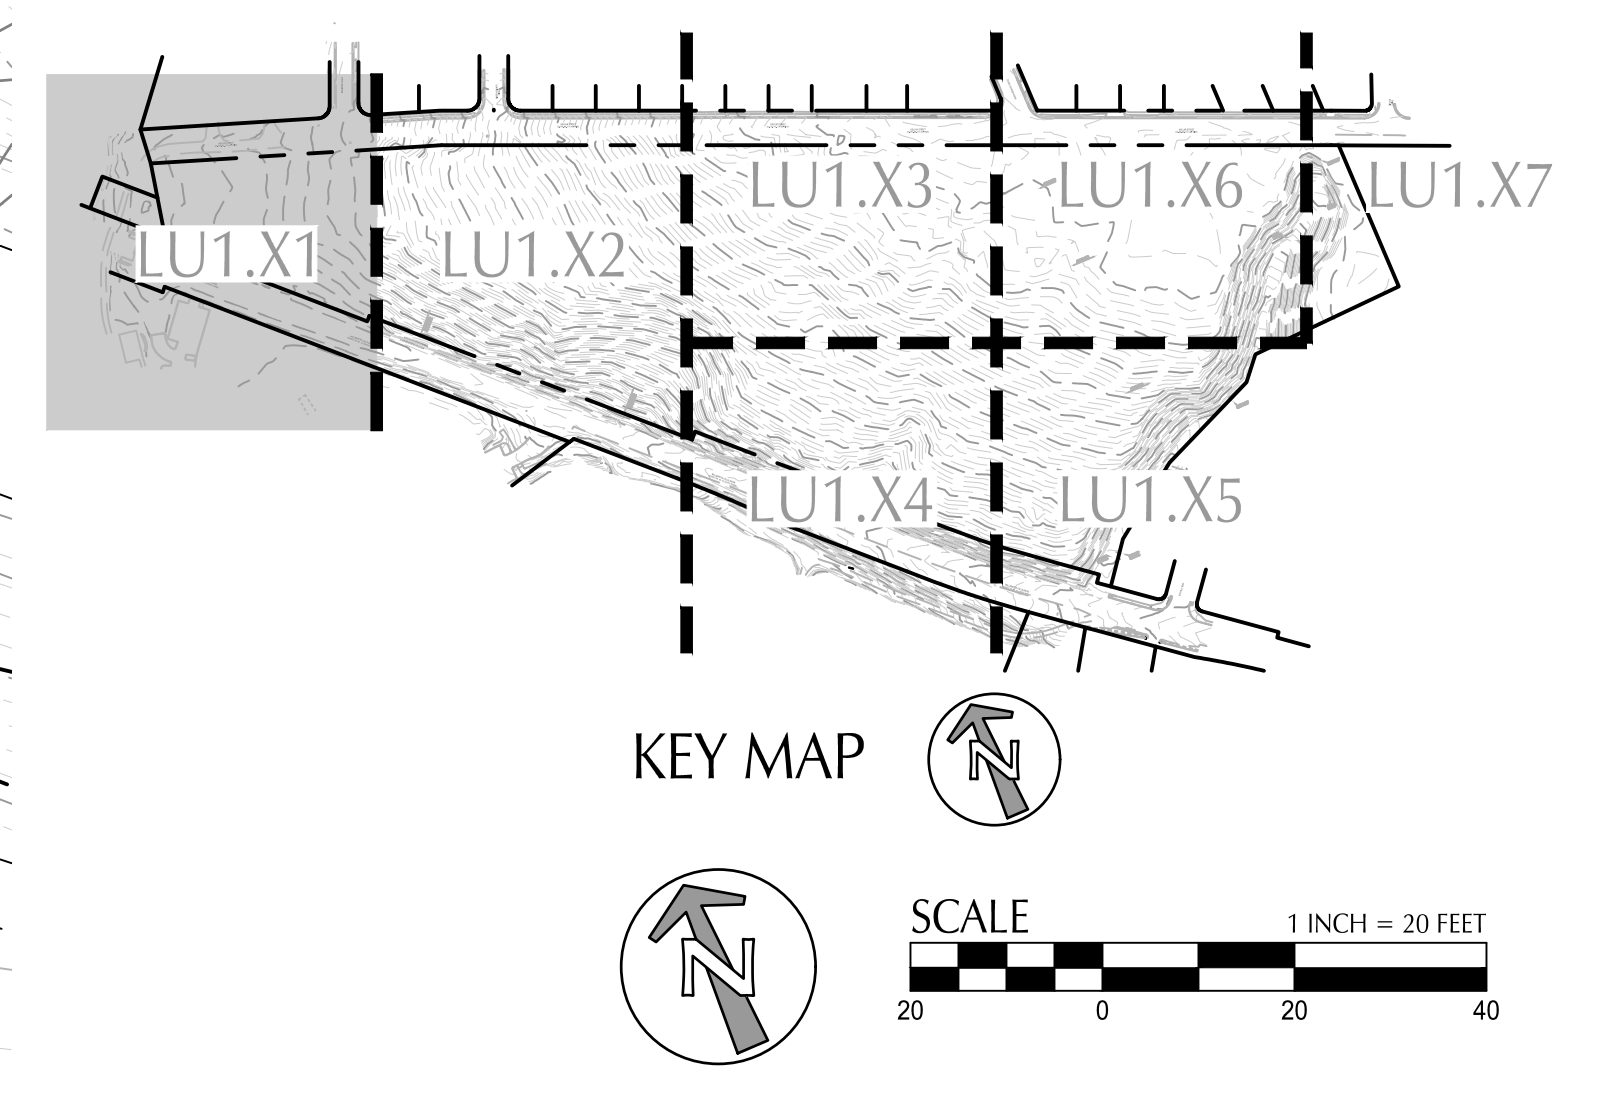 LU1.X3
LU1.X6
LU1.X7
LU1.X1
LU1.X2
LU1.X4
LU1.X5
KEY MAP
N
N
SCALE
1 INCH = 20 FEET
20 0 20 40